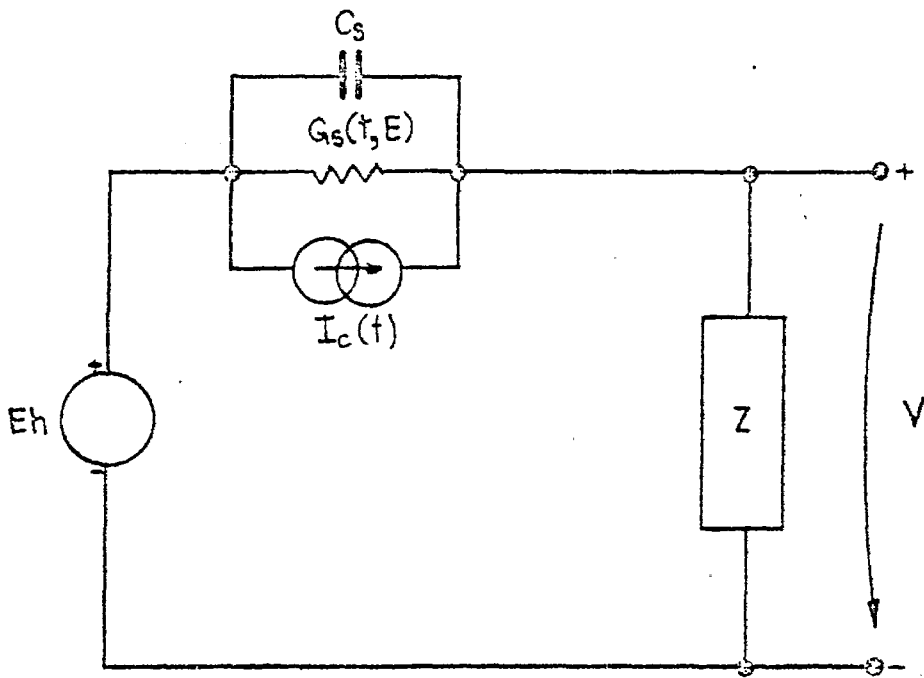 Cs
Gs(t,E)
Ic(t)
+
+
Eh
Z
V
-
-